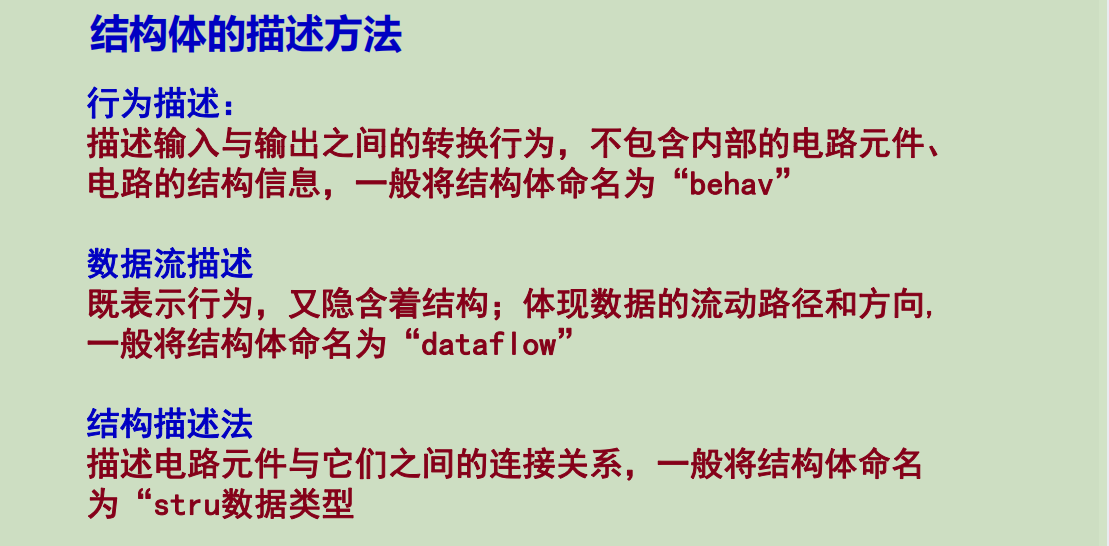 结构体的描述方法
行为描述：
描述输入与输出之间的转换行为，不包含内部的电路元件、
电路的结构信息，一般将结构体命名为“behav”
数据流描述
既表示行为，又隐含着结构；体现数据的流动路径和方向,
一般将结构体命名为“dataflow”
结构描述法
描述电路元件与它们之间的连接关系，一般将结构体命名
为“stru数据类型